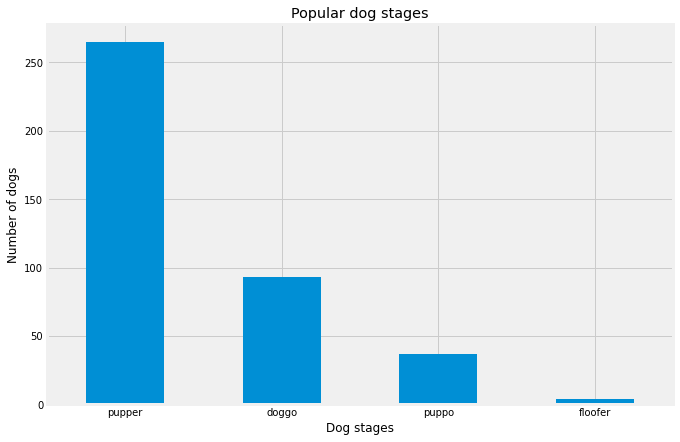 Popular dog stages
Number of dogs
250
200
150
100
50
0
pupper doggo puppo floofer
Dog stages